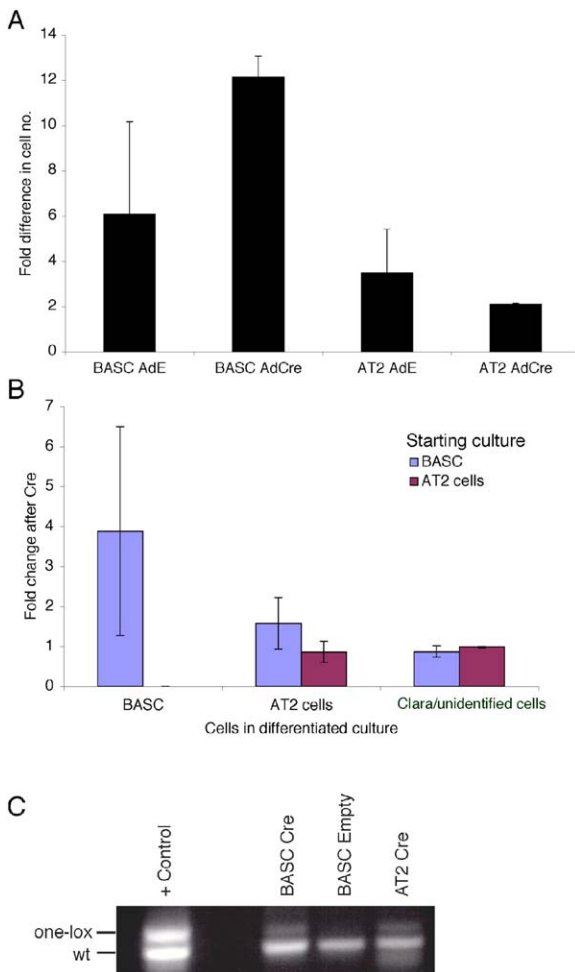 A
Fold difference in cell no.
14
12
10
8
6
4
2
0
BASC AdE
BASC AdCre
AT2 AdE
AT2 AdCre
B
Fold change after Cre
7
6
5
4
3
2
1
0
Starting culture
BASC
AT2 cells
BASC
AT2 cells
Clara/unidentified cells
Cells in differentiated culture
C
+ Control
BASC Cre
BASC Empty
AT2 Cre
one-lox
wt